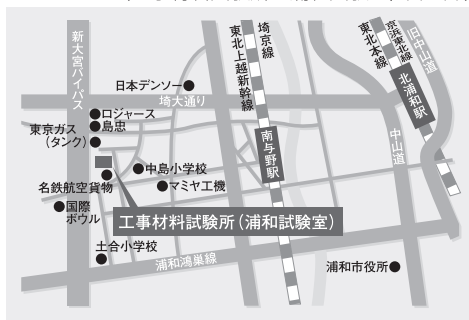 新大宮バイパス
日本デンソー
埼大通り
ロジャース
島忠
東京ガス
(タンク)
中島小学校
名鉄航空貨物
マミヤ工機
国際
ボウル
工事材料試験所(浦和試験室)
土合小学校
浦和鴻巣線
東北上越新幹線
埼京線
南与野駅
東北本線
京浜東北線
北浦和駅
旧中山道
中山道
浦和市役所